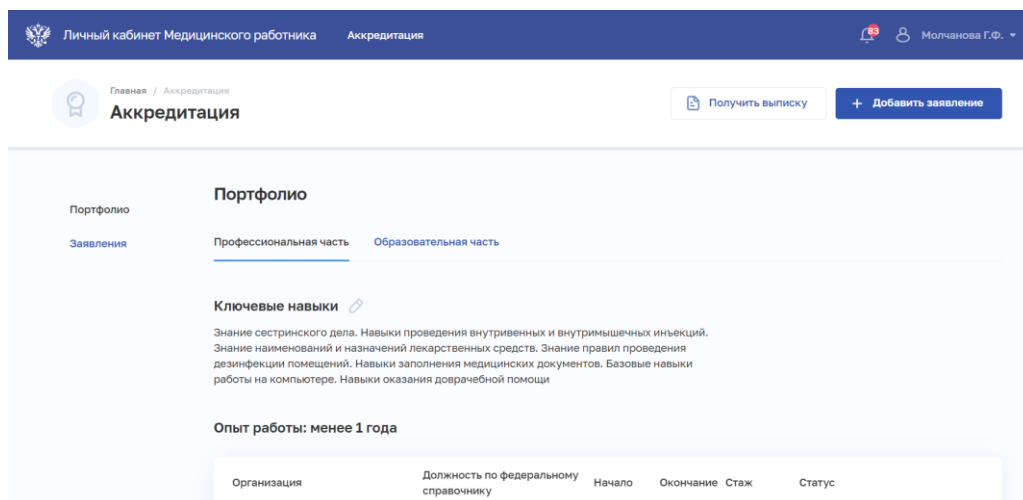 Личный кабинет Медицинского работника
Аккредитация
83
Молчанова Г.Ф.
Главная / Аккредитация
Аккредитация
Получить выписку
+ Добавить заявление
Портфолио
Заявления
Портфолио
Профессиональная часть
Образовательная часть
Ключевые навыки
Знание сестринского дела. Навыки проведения внутривенных и внутримышечных инъекций.
Знание наименований и назначений лекарственных средств. Знание правил проведения
дезинфекции помещений. Навыки заполнения медицинских документов. Базовые навыки
работы на компьютере. Навыки оказания доврачебной помощи
Опыт работы: менее 1 года
Организация
Должность по федеральному
справочнику
Начало
Окончание
Стаж
Статус